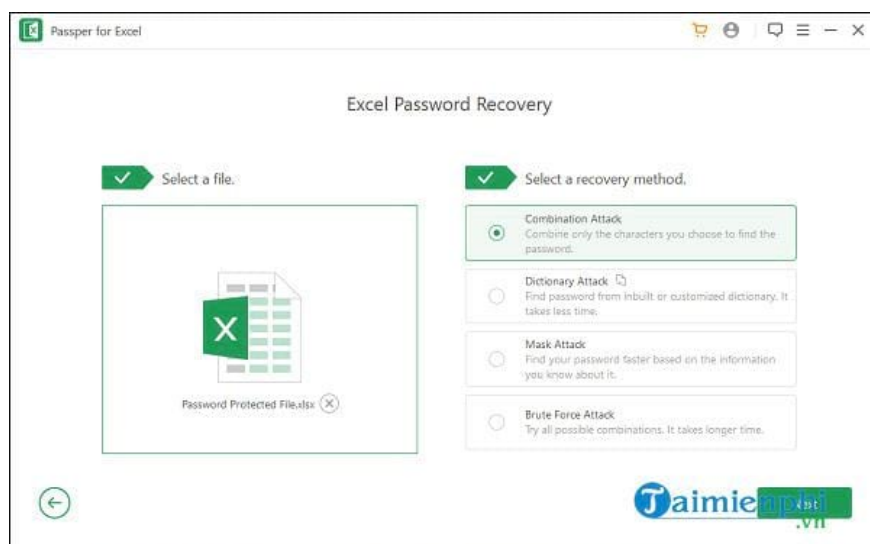 Passper for Excel
Excel Password Recovery
Select a file.
Password Protected File.xlsx
Select a recovery method.
Combination Attack
Combine only the characters you choose to find the
password.
Dictionary Attack
Find password from inbuilt or customized dictionary. It
takes less time.
Mask Attack
Find your password faster based on the information
you know about it.
Brute Force Attack
Try all possible combinations. It takes longer time.
Taimienphi
.vn